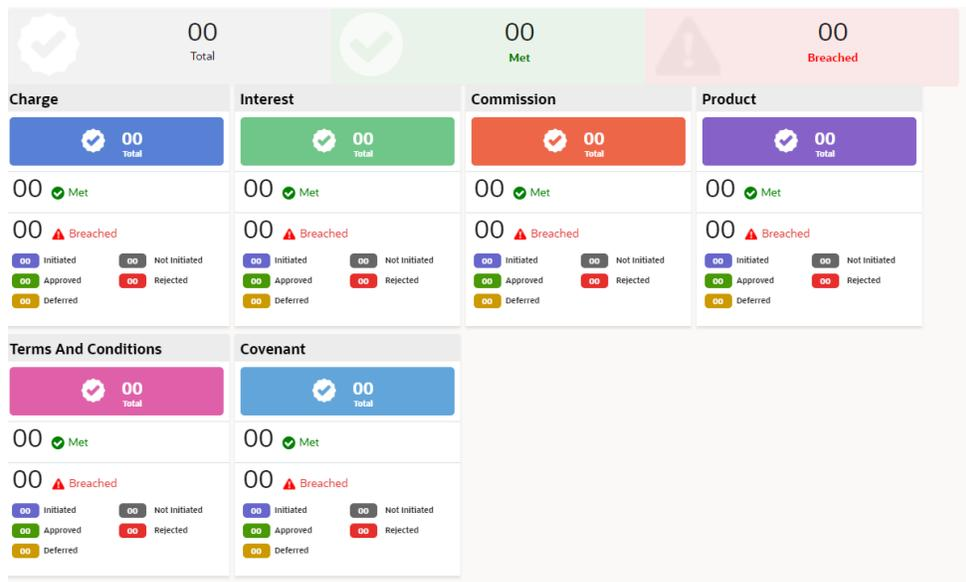 00 00 00
Total Met Breached
Charge Interest Commission Product
00 00 00 00
Total Total Total Total
00 Met 00 Met 00 Met 00 Met
00 Breached 00 Breached 00 Breached 00 Breached
00 Initiated 00 Not Initiated 00 Initiated 00 Not Initiated 00 Initiated 00 Not Initiated 00 Initiated 00 Not Initiated
00 Approved 00 Rejected 00 Approved 00 Rejected 00 Approved 00 Rejected 00 Approved 00 Rejected
00 Deferred 00 Deferred 00 Deferred 00 Deferred
Terms And Conditions Covenant
00 00
Total Total
00 Met 00 Met
00 Breached 00 Breached
00 Initiated 00 Not Initiated 00 Initiated 00 Not Initiated
00 Approved 00 Rejected 00 Approved 00 Rejected
00 Deferred 00 Deferred